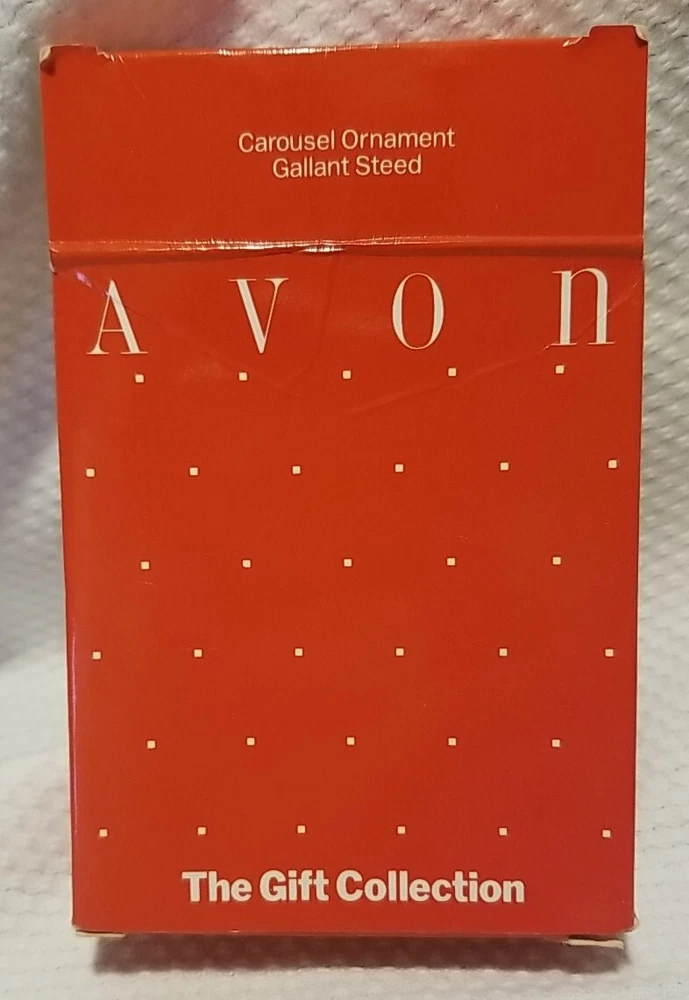 Carousel Ornament
Gallant Steed
AVOn
The Gift Collection